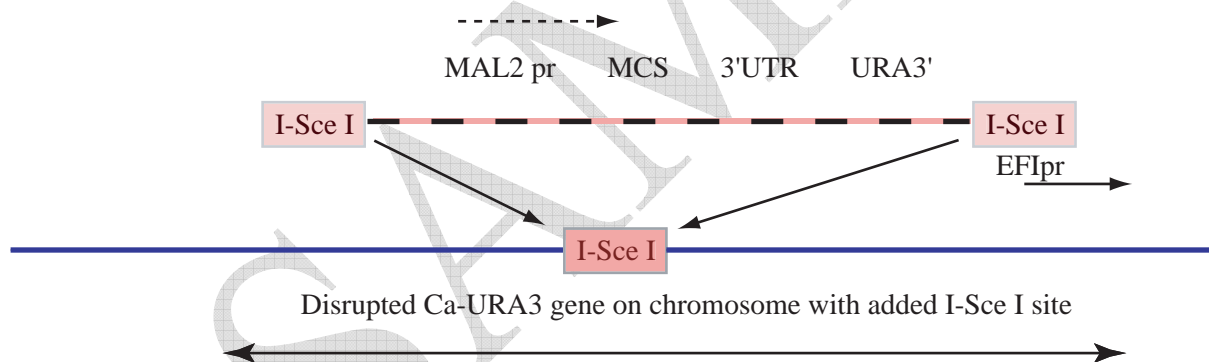 MAL2 pr MCS 3'UTR URA3'
I-Sce I I-Sce I
EFIpr
I-Sce I
Disrupted Ca-URA3 gene on chromosome with added I-Sce I site
SAM